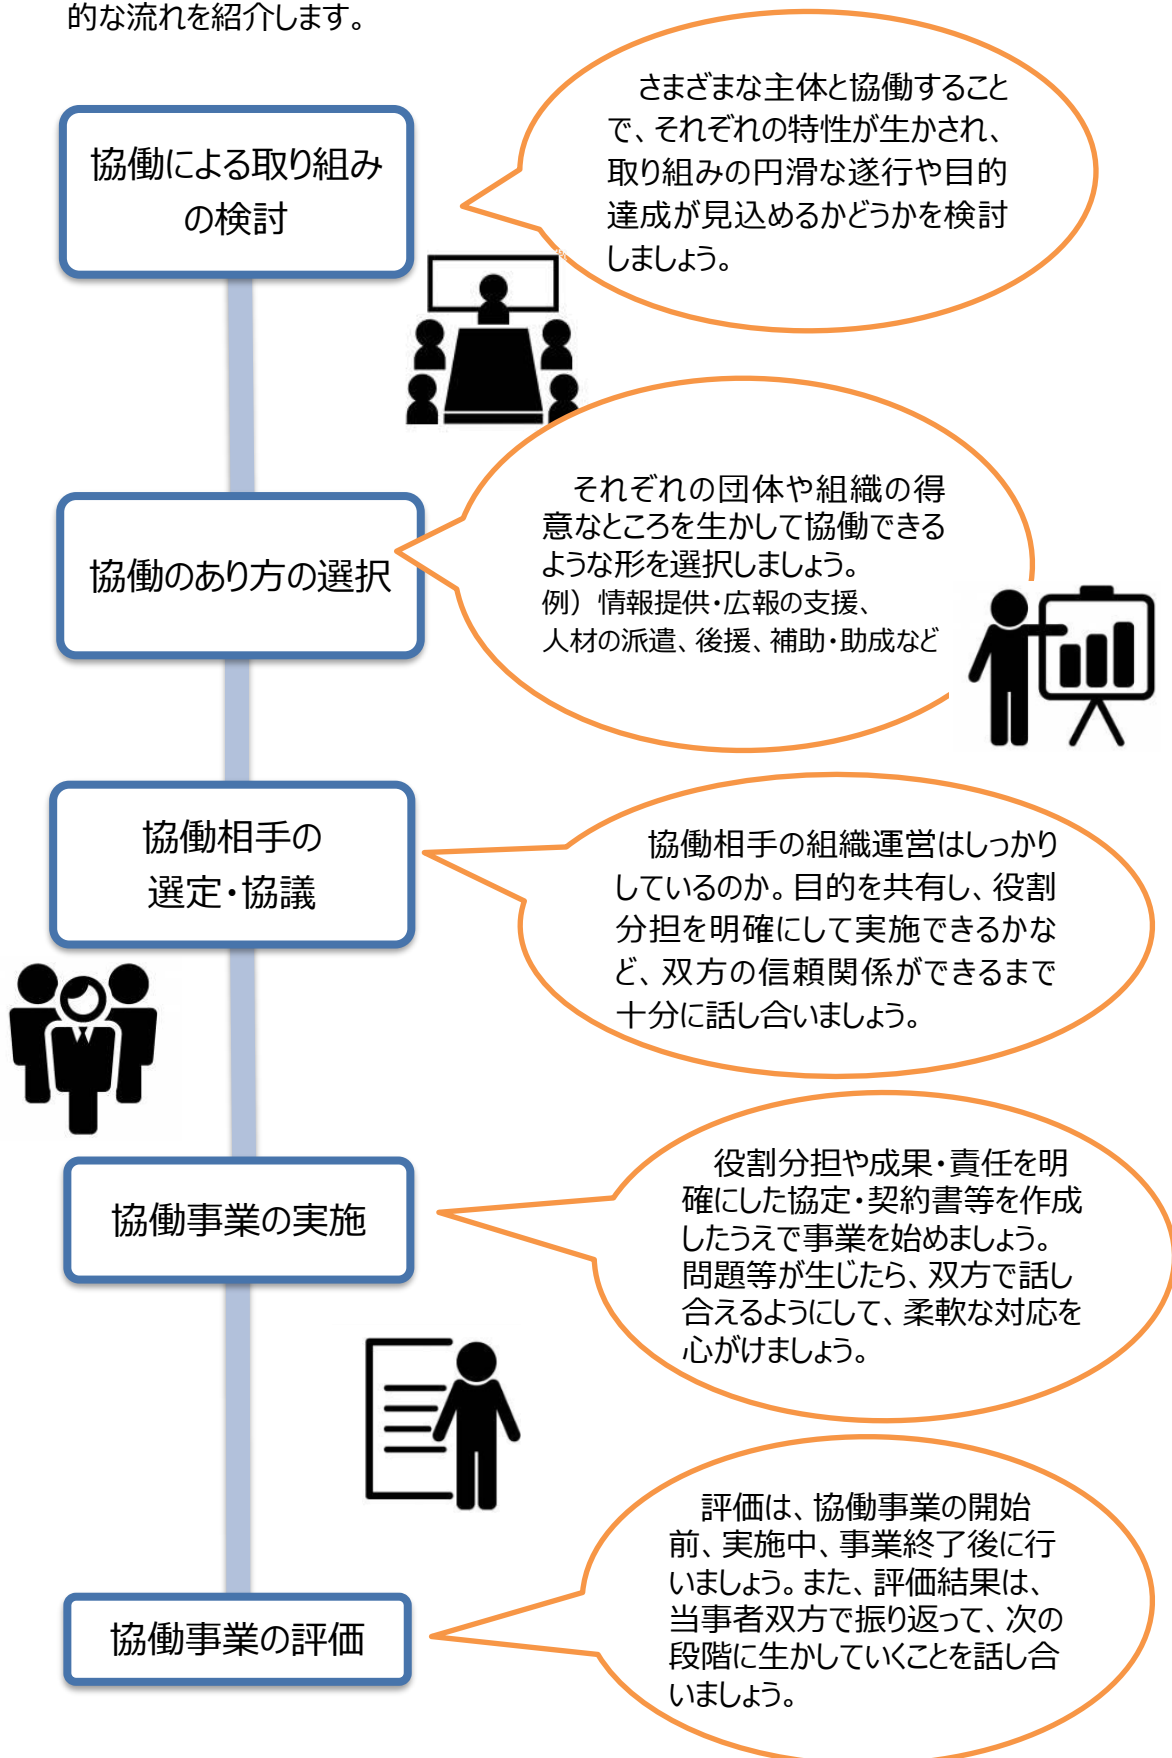 的な流れを紹介します。
協働による取り組み
の検討
さまざまな主体と協働すること
で、それぞれの特性が生かされ、
取り組みの円滑な遂行や目的
達成が見込めるかどうかを検討
しましょう。
協働のあり方の選択
それぞれの団体や組織の得
意なところを生かして協働できる
ような形を選択しましょう。
例）情報提供・広報の支援、
人材の派遣、後援、補助・助成など
協働相手の
選定・協議
協働相手の組織運営はしっかり
しているのか。目的を共有し、役割
分担を明確にして実施できるかな
ど、双方の信頼関係ができるまで
十分に話し合いましょう。
協働事業の実施
役割分担や成果・責任を明
確にした協定・契約書等を作成
したうえで事業を始めましょう。
問題等が生じたら、双方で話し
合えるようにして、柔軟な対応を
心がけましょう。
協働事業の評価
評価は、協働事業の開始
前、実施中、事業終了後に行
いましょう。また、評価結果は、
当事者双方で振り返って、次の
段階に生かしていくことを話し合
いましょう。